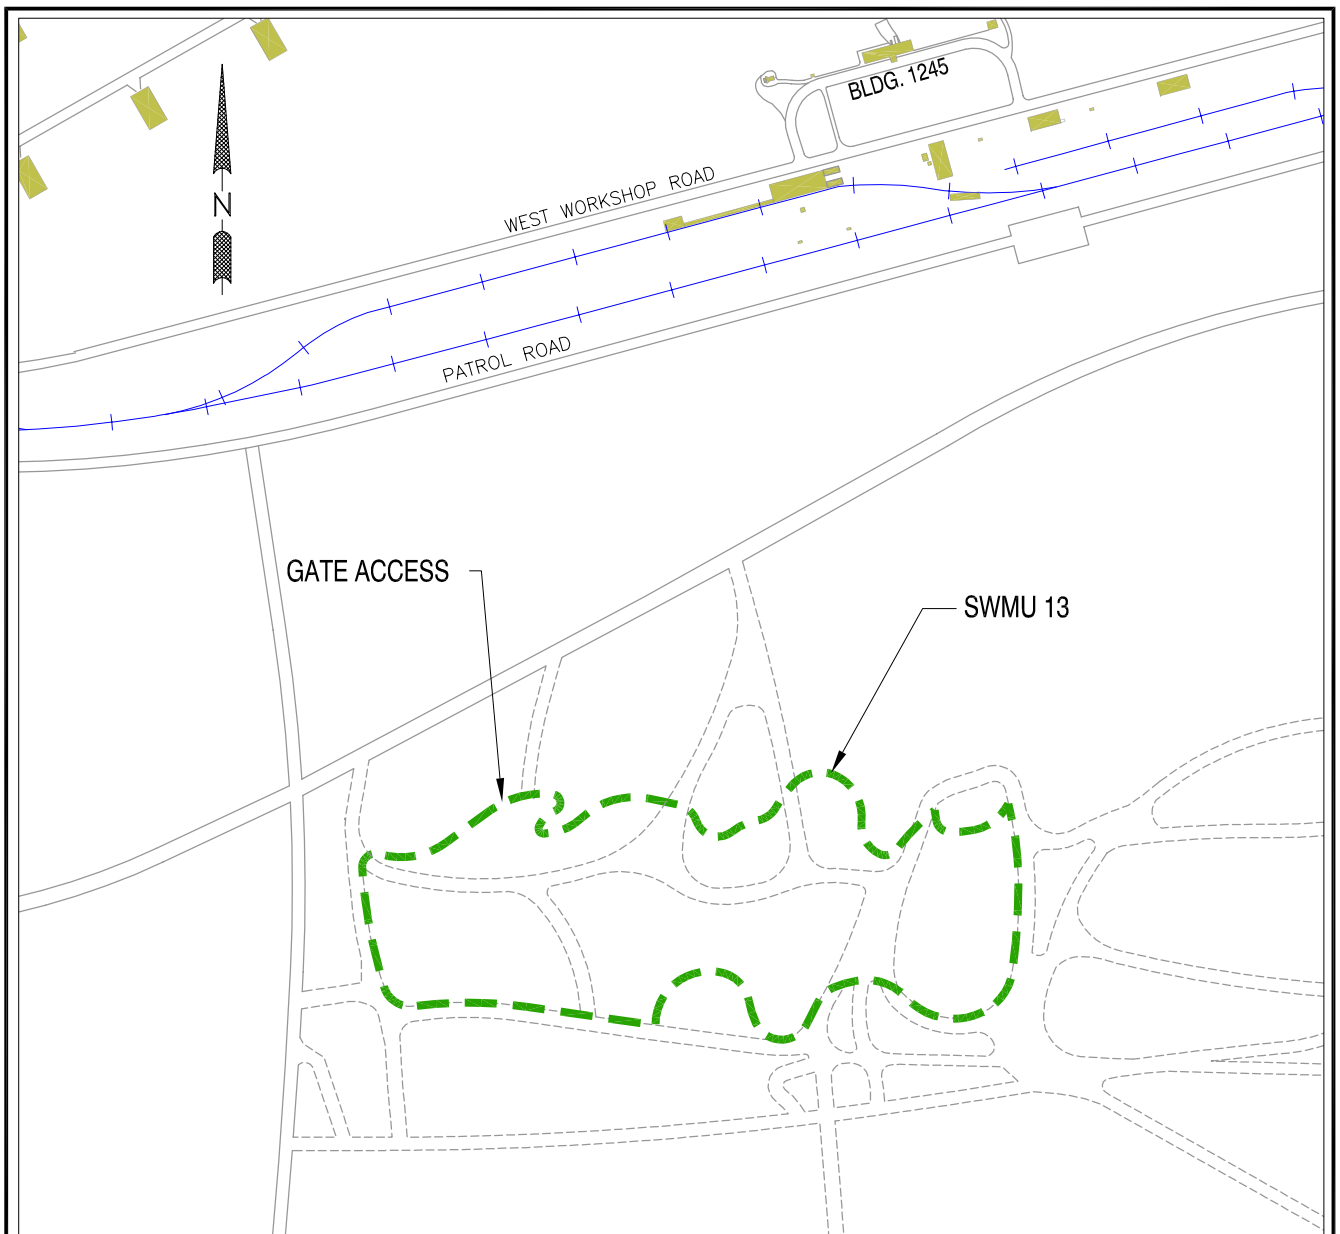 BLDG. 1245
WEST WORKSHOP ROAD
N
PATROL ROAD
GATE ACCESS
SWMU 13